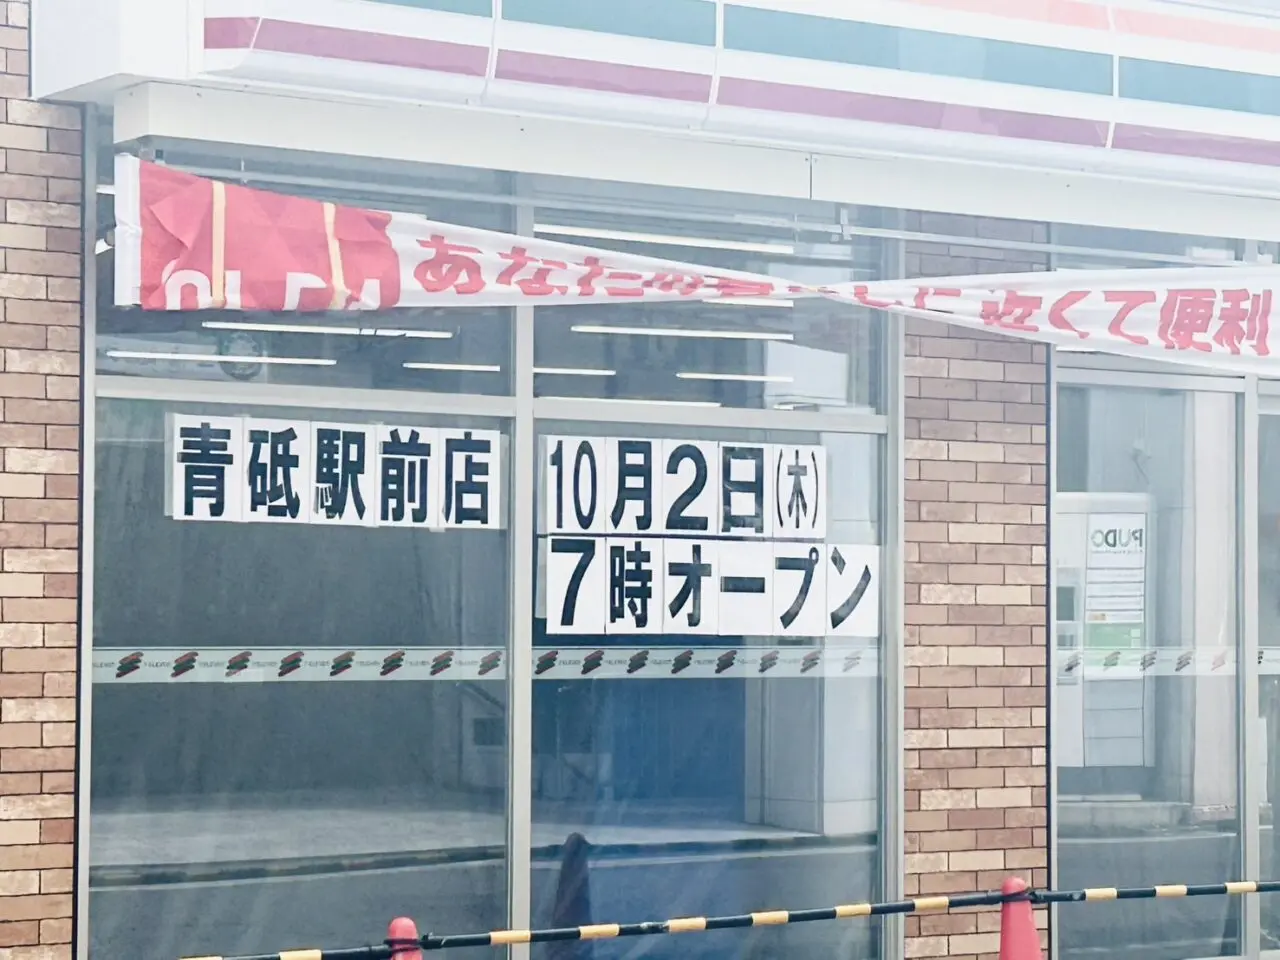 あなたの
近くて便利
青砥駅前店
10月2日(木)
7時オープン
PUDO